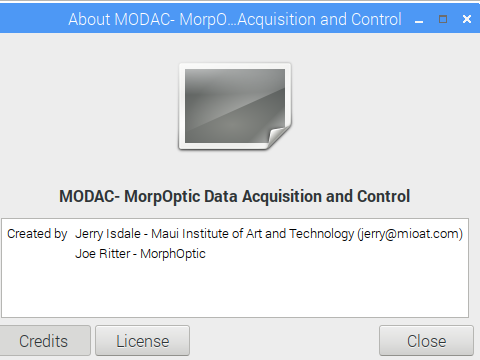 About MODAC- MorpO...Acquisition and Control
MODAC- MorpOptic Data Acquisition and Control
Created by Jerry Isdale - Maui Institute of Art and Technology (jerry@mioat.com)
Joe Ritter - MorphOptic
Credits License Close